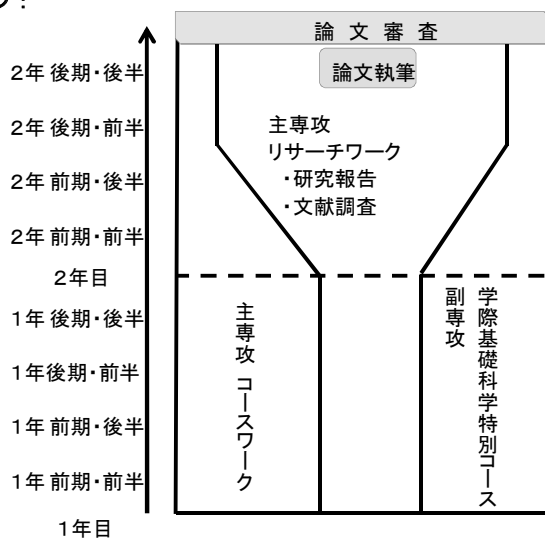 論文審査
論文執筆
2年 後期・後半
2年 後期・前半
2年 前期・後半
2年 前期・前半
2年目
1年 後期・後半
1年後期・前半
1年 前期・後半
1年 前期・前半
1年目
主専攻
リサーチワーク
・研究報告
・文献調査
主専攻 コースワーク
学際基礎科学特別コース
副専攻